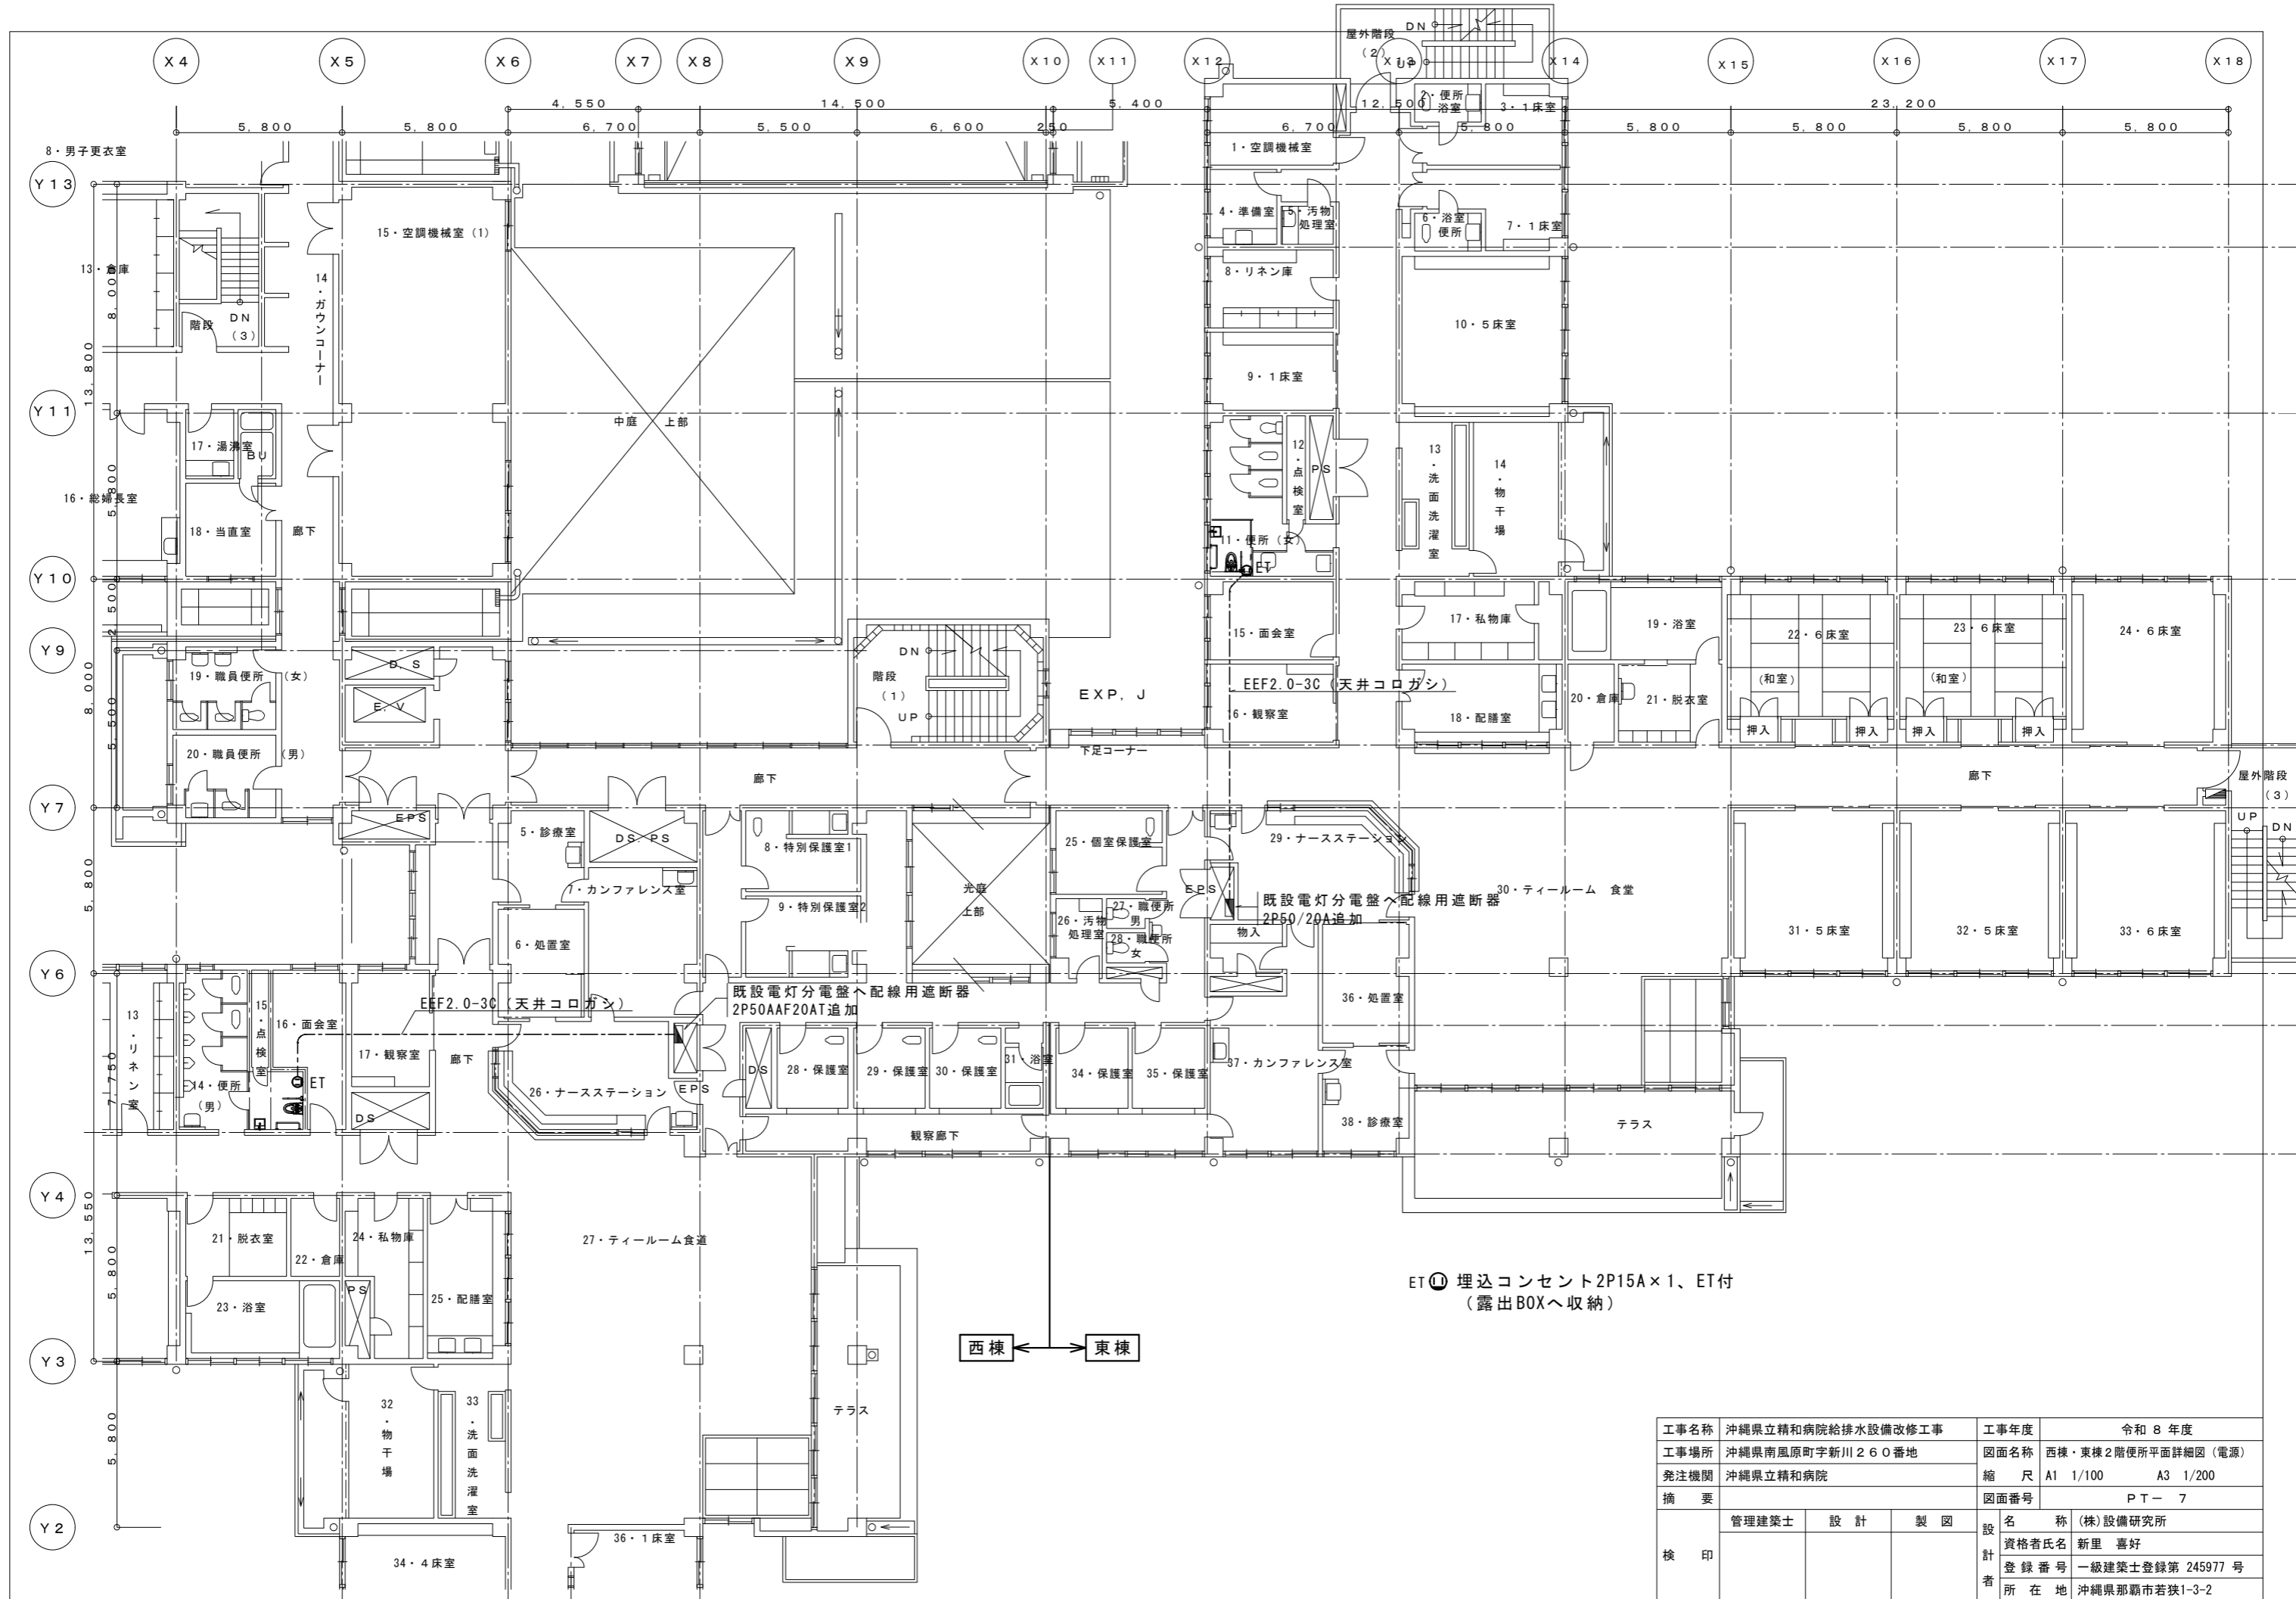 屋外階段
(2)
DN
UP
X4
X5
X6
X7
X8
X9
X10
X11
X12
X13
X14
X15
X16
X17
X18
4,550
14,500
5,400
12,500
23,200
5,800
5,800
6,700
5,500
6,600
250
6,700
5,800
5,800
5,800
5,800
5,800
8・男子更衣室
Y13
13・倉庫
8,000
13,800
階段
DN
(3)
14・ガウンコーナー
15・空調機械室(1)
1・空調機械室
2・便所
浴室
3・1床室
4・準備室
5・汚物
処理室
6・浴室
便所
7・1床室
8・リネン庫
9・1床室
10・5床室
中庭 上部
Y11
17・湯沸室
BU
16・総婦長室
5,800
18・当直室
廊下
12・点検室
PS
11・便所(女)
ET
13・洗面洗濯室
14・物干場
Y10
2,500
Y9
8,000
5,500
19・職員便所 (女)
20・職員便所 (男)
D.S
E.V
階段
(1)
DN
UP
EXP,J
下足コーナー
15・面会室
EEF2.0-3C(天井コロガシ)
16・観察室
17・私物庫
18・配膳室
19・浴室
20・倉庫
21・脱衣室
22・6床室
(和室)
23・6床室
(和室)
24・6床室
押入
押入
押入
押入
廊下
廊下
屋外階段
(3)
UP
DN
Y7
EPS
5・診療室
DS.PS
7・カンファレンス室
8・特別保護室1
9・特別保護室2
光庭
上部
25・個室保護室
26・汚物
処理室
27・職便所
男
28・職便所
女
EPS
29・ナースステーション
既設電灯分電盤へ配線用遮断器
2P50/20A追加
物入
30・ティールーム 食堂
31・5床室
32・5床室
33・6床室
5,800
6・処置室
Y6
EEF2.0-3C(天井コロガシ)
既設電灯分電盤へ配線用遮断器
2P50AAF20AT追加
13・リネン室
14・便所
(男)
15・点検室
16・面会室
ET
17・観察室
DS
廊下
26・ナースステーション
EPS
DS
28・保護室
29・保護室
30・保護室
31・浴室
34・保護室
35・保護室
36・処置室
37・カンファレンス室
38・診療室
観察廊下
テラス
7,750
Y4
13,550
5,800
21・脱衣室
22・倉庫
23・浴室
24・私物庫
PS
25・配膳室
27・ティールーム食道
ET 埋込コンセント2P15A×1、ET付
(露出BOXへ収納)
西棟
東棟
Y3
5,800
32・物干場
33・洗面洗濯室
テラス
Y2
34・4床室
36・1床室
工事名称 沖縄県立精和病院給排水設備改修工事 工事年度 令和 8 年度
工事場所 沖縄県南風原町字新川260番地 図面名称 西棟・東棟2階便所平面詳細図(電源)
発注機関 沖縄県立精和病院 縮 尺 A1 1/100 A3 1/200
摘 要 図面番号 PT- 7
検 印 管理建築士 設 計 製 図 設計者 名 称 (株)設備研究所
資格者氏名 新里 喜好
登録番号 一級建築士登録第 245977 号
所 在 地 沖縄県那覇市若狭1-3-2